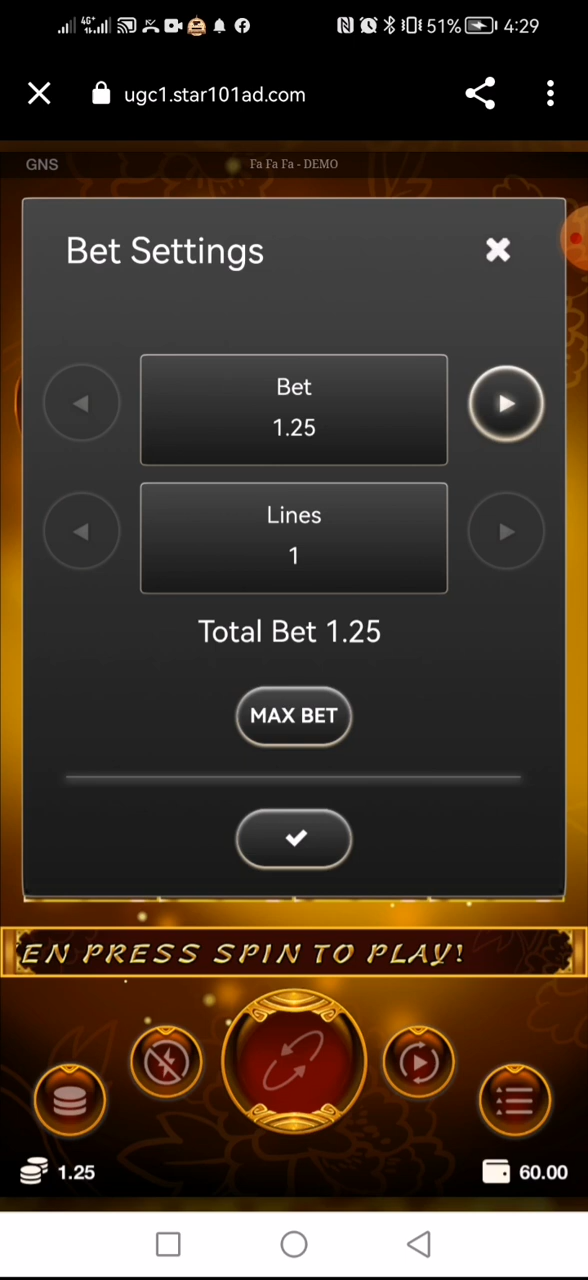 4G+ 51% 4:29
ugc1.star101ad.com
GNS Fa Fa Fa - DEMO
Bet Settings
Bet
1.25
Lines
1
Total Bet 1.25
MAX BET
EN PRESS SPIN TO PLAY!
1.25 60.00